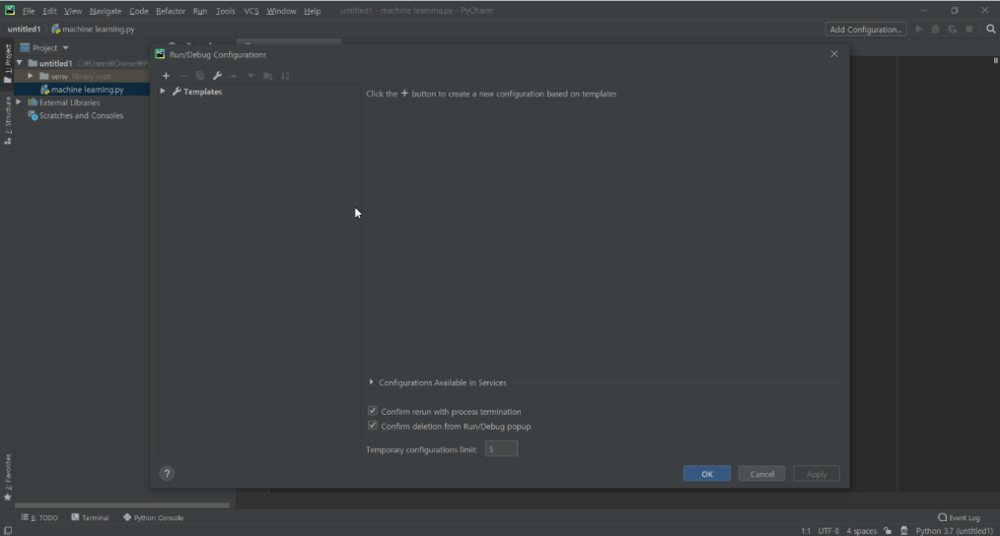 File Edit View Navigate Code Refactor Run Tools VCS Window Help untitled1 - machine learning.py - PyCharm
untitled1 machine learning.py Add Configuration...
1: Project
Project
Run/Debug Configurations
untitled1 C:₩Users₩Owner₩P
venv library root
Templates
Click the + button to create a new configuration based on templates
machine learning.py
External Libraries
Scratches and Consoles
Z: Structure
Configurations Available in Services
Confirm rerun with process termination
Confirm deletion from Run/Debug popup
Temporary configurations limit: 5
2: Favorites
? OK Cancel Apply
6: TODO Terminal Python Console Event Log
1:1 UTF-8 4 spaces Python 3.7 (untitled1)